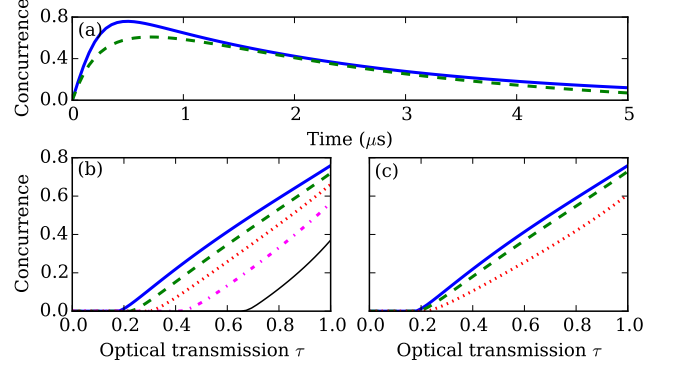 Concurrence
0.8
(a)
0.4
0.0
0 1 2 3 4 5
Time (μs)
Concurrence
0.8
(b)
(c)
0.6
0.4
0.2
0.0
0.0 0.2 0.4 0.6 0.8 1.0
0.0 0.2 0.4 0.6 0.8 1.0
Optical transmission τ
Optical transmission τ